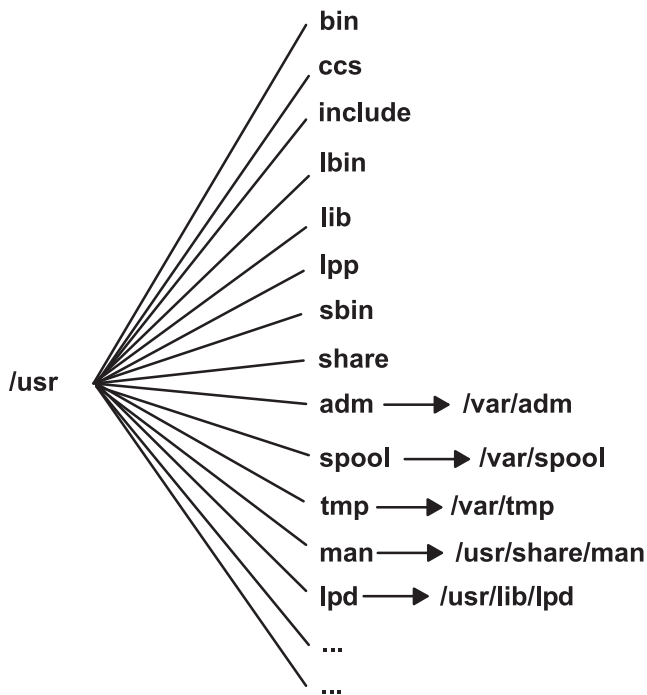 bin
ccs
include
lbin
lib
lpp
sbin
share
/usr
adm /var/adm
spool /var/spool
tmp /var/tmp
man /usr/share/man
lpd /usr/lib/lpd
...
...